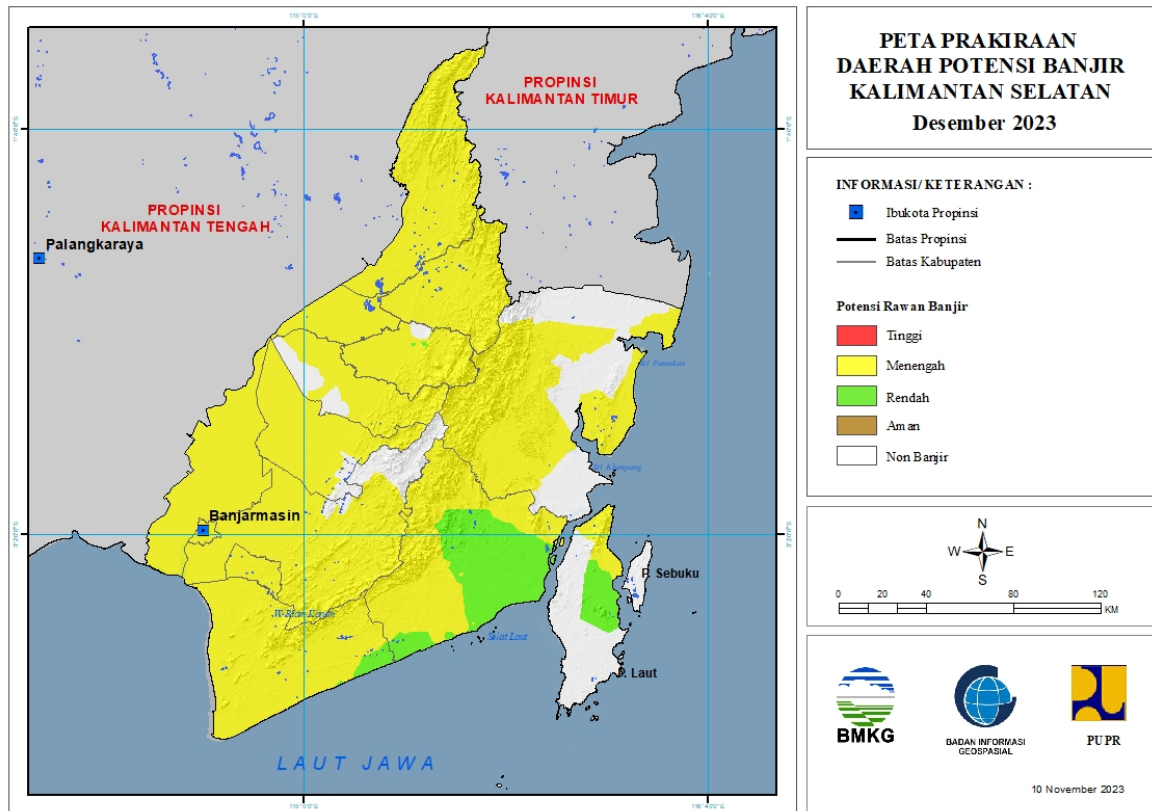 PETA PRAKIRAAN
DAERAH POTENSI BANJIR
KALIMANTAN SELATAN
Desember 2023
INFORMASI/ KETERANGAN :
Ibukota Propinsi
Batas Propinsi
Batas Kabupaten
Potensi Rawan Banjir
Tinggi
Menengah
Rendah
Aman
Non Banjir
N
W E
S
0 20 40 80 120
KM
BMKG
BADAN INFORMASI
GEOSPASIAL
PUPR
10 November 2023
PROPINSI
KALIMANTAN TIMUR
PROPINSI
KALIMANTAN TENGAH
Palangkaraya
Banjarmasin
P. Sebuku
P. Laut
Selat Laut
LAUT JAWA